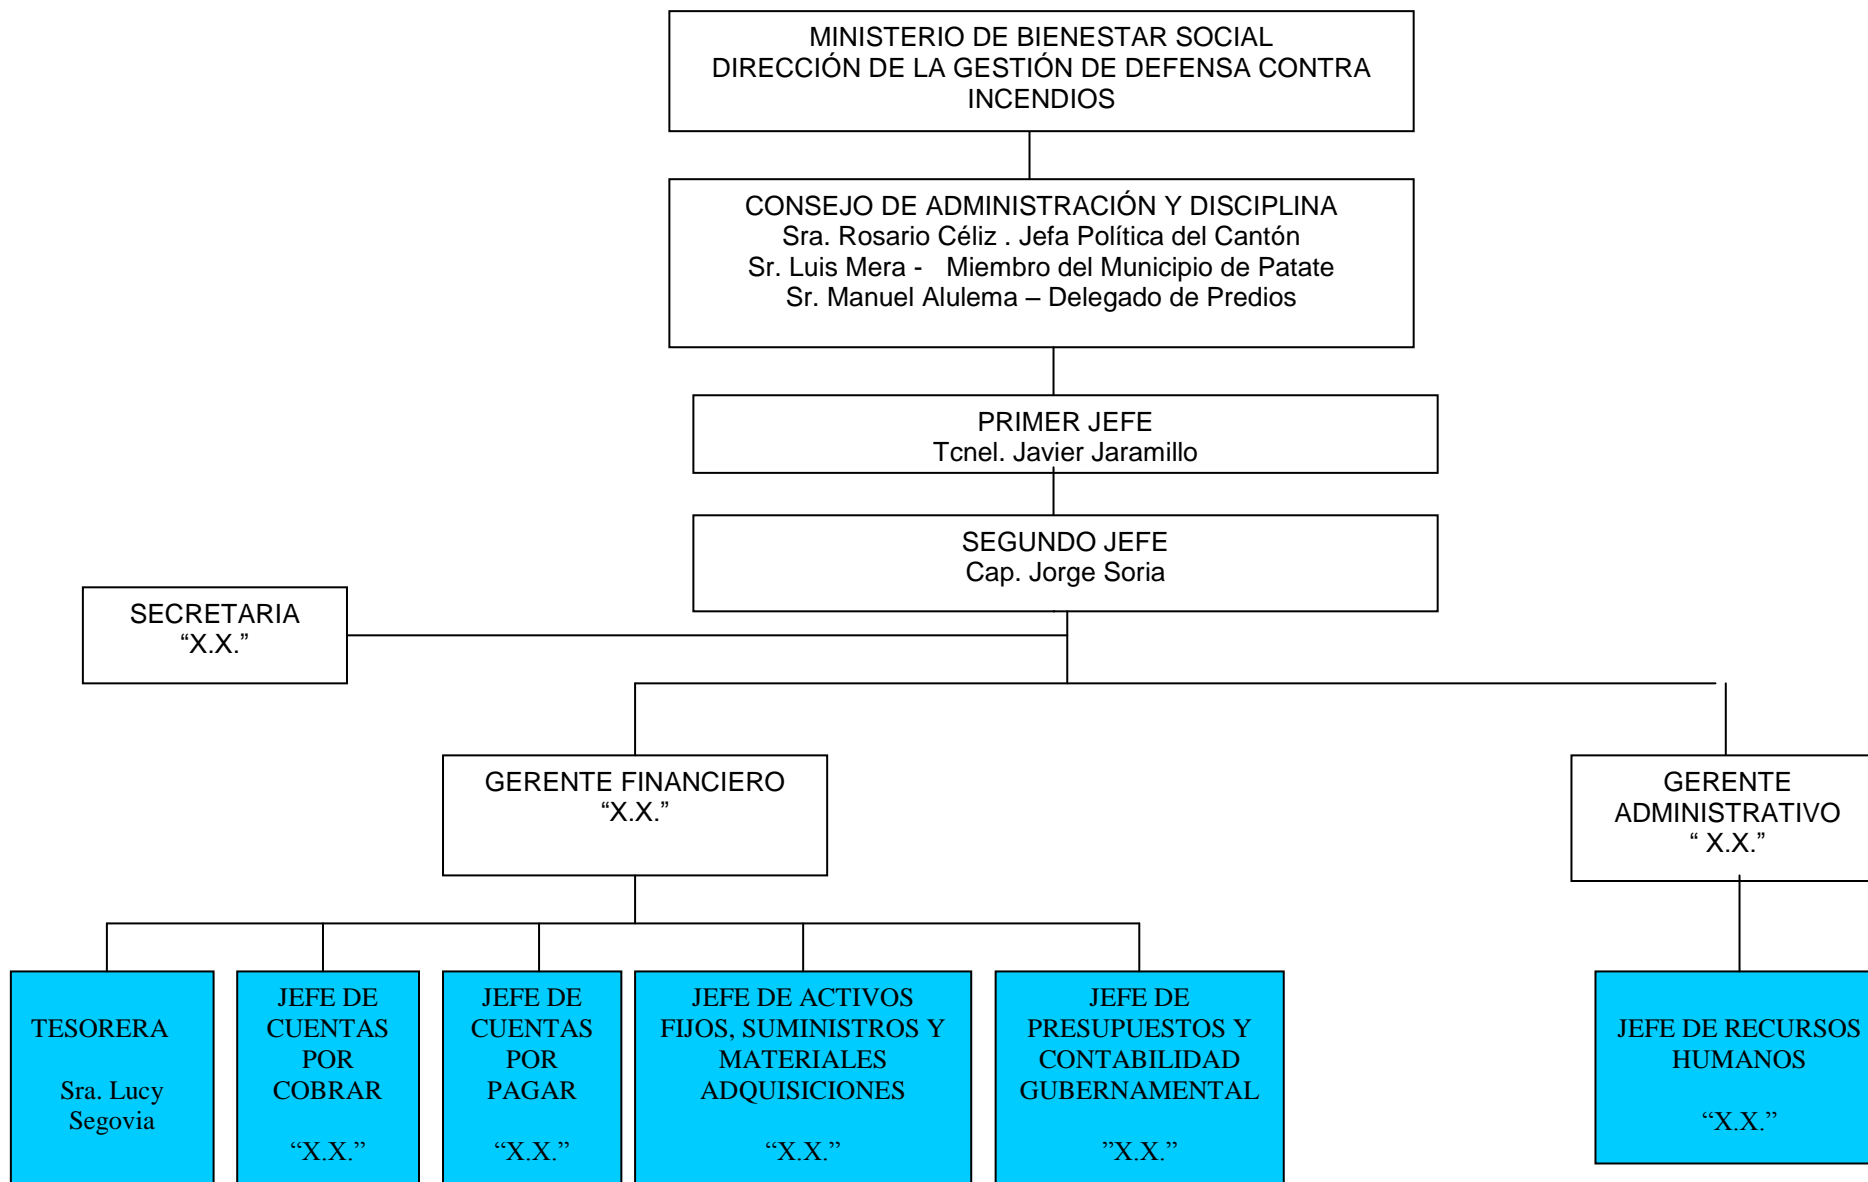 MINISTERIO DE BIENESTAR SOCIAL
DIRECCIÓN DE LA GESTIÓN DE DEFENSA CONTRA
INCENDIOS
CONSEJO DE ADMINISTRACIÓN Y DISCIPLINA
Sra. Rosario Céliz . Jefa Política del Cantón
Sr. Luis Mera - Miembro del Municipio de Patate
Sr. Manuel Alulema – Delegado de Predios
PRIMER JEFE
Tcnel. Javier Jaramillo
SEGUNDO JEFE
Cap. Jorge Soria
SECRETARIA
“X.X.”
GERENTE FINANCIERO
“X.X.”
GERENTE
ADMINISTRATIVO
“ X.X.”
TESORERA
Sra. Lucy
Segovia
JEFE DE
CUENTAS
POR
COBRAR
“X.X.”
JEFE DE
CUENTAS
POR
PAGAR
“X.X.”
JEFE DE ACTIVOS
FIJOS, SUMINISTROS Y
MATERIALES
ADQUISICIONES
“X.X.”
JEFE DE
PRESUPUESTOS Y
CONTABILIDAD
GUBERNAMENTAL
”X.X.”
JEFE DE RECURSOS
HUMANOS
“X.X.”